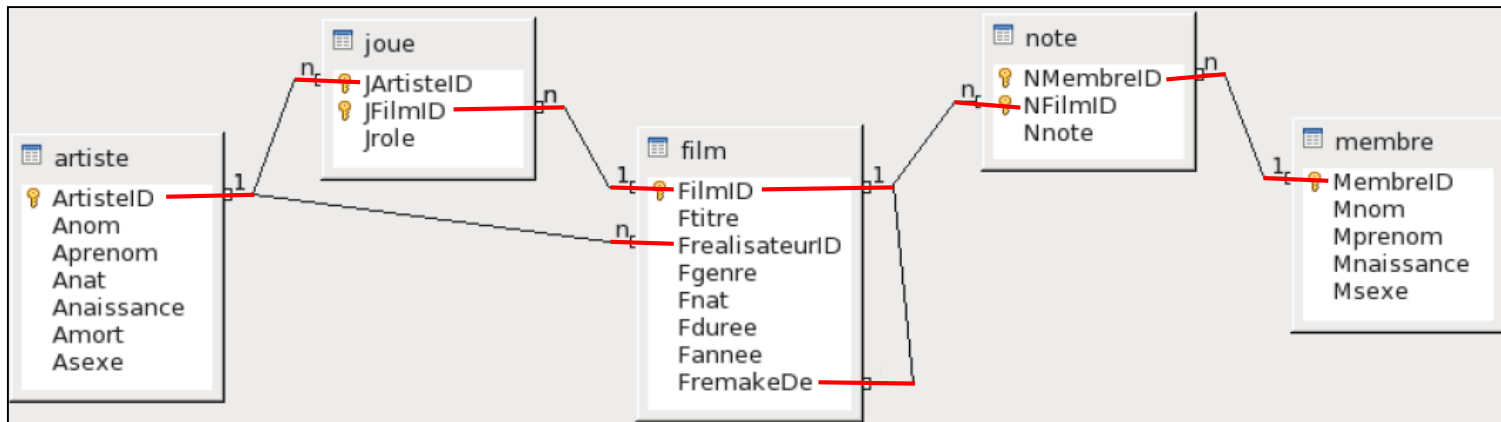 artiste
ArtisteID
Anom
Aprenom
Anat
Anaissance
Amort
Asexe
1
n
joue
JArtisteID
JFilmID
Jrole
n
1
n
film
FilmID
Ftitre
FrealisateurID
Fgenre
Fnat
Fduree
Fannee
FremakeDe
1
n
note
NMembreID
NFilmID
Nnote
n
1
membre
MembreID
Mnom
Mprenom
Mnaissance
Msexe